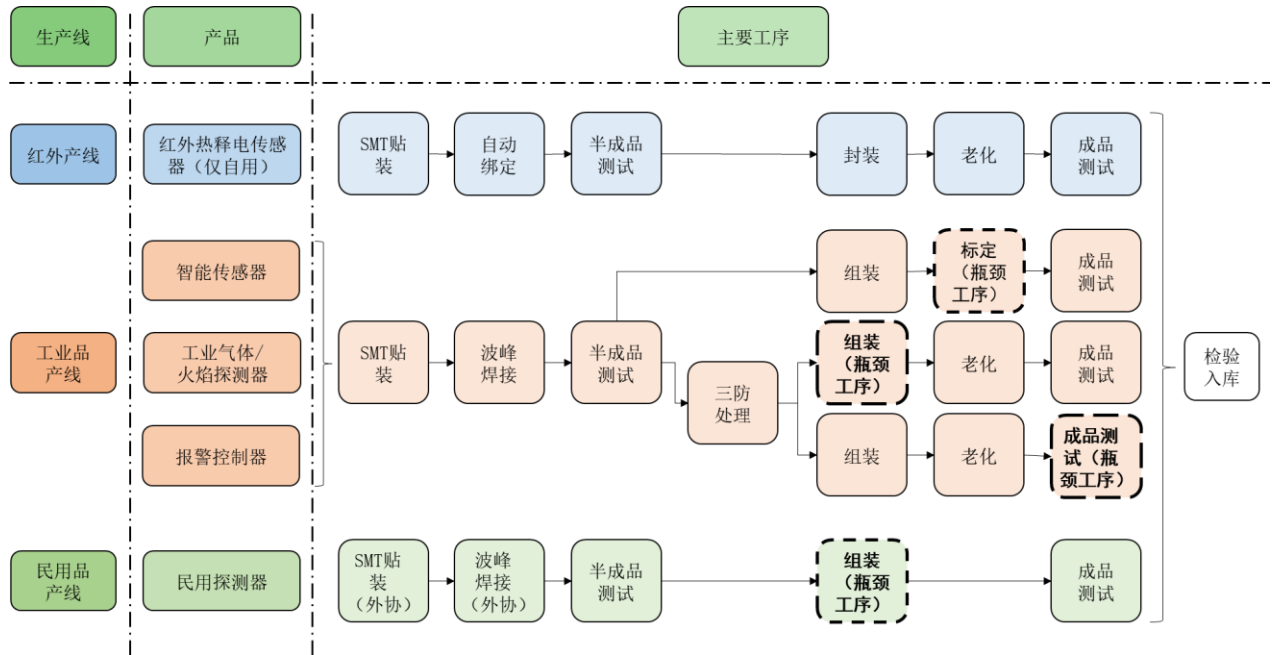 生产线
产品
主要工序
红外产线
红外热释电传感
器（仅自用）
SMT贴
装
自动
绑定
半成品
测试
封装
老化
成品
测试
智能传感器
组装
标定
（瓶颈
工序）
成品
测试
工业品
产线
工业气体/
火焰探测器
SMT贴
装
波峰
焊接
半成品
测试
三防
处理
组装
（瓶颈
工序）
老化
成品
测试
检验
入库
报警控制器
组装
老化
成品测
试（瓶
颈工序）
民用品
产线
民用探测器
SMT贴
装
（外协）
波峰
焊接
（外协）
半成品
测试
组装
（瓶颈
工序）
成品
测试